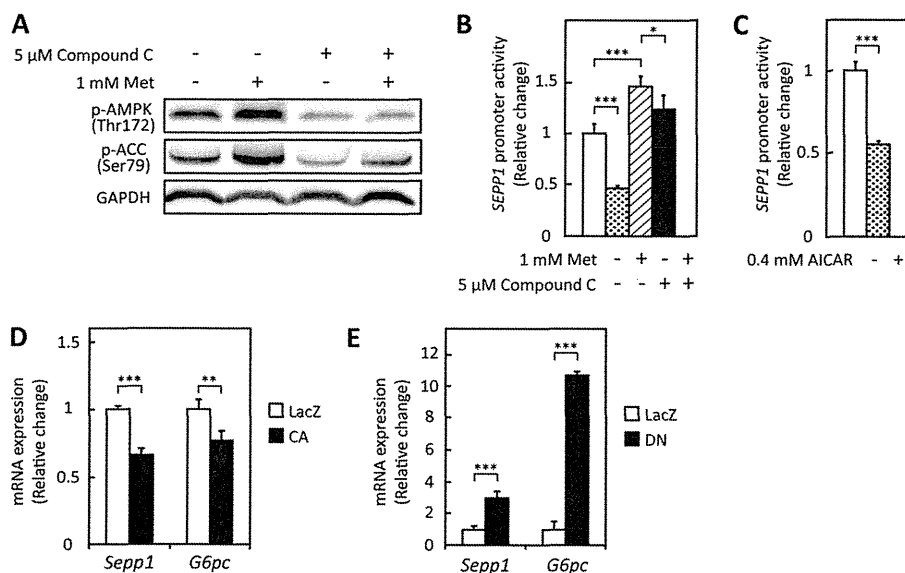 A
5 μM Compound C - - + +
1 mM Met - + - +
p-AMPK
(Thr172)
p-ACC
(Ser79)
GAPDH
B
SEPP1 promoter activity
(Relative change)
1.5
1
0.5
0
***
***
*
1 mM Met - + - +
5 μM Compound C - - + +
C
SEPP1 promoter activity
(Relative change)
1
0.5
0
***
0.4 mM AICAR - +
D
mRNA expression
(Relative change)
1.5
1
0.5
0
***
**
LacZ
CA
Sepp1
G6pc
E
mRNA expression
(Relative change)
12
10
8
6
4
2
0
***
***
LacZ
DN
Sepp1
G6pc